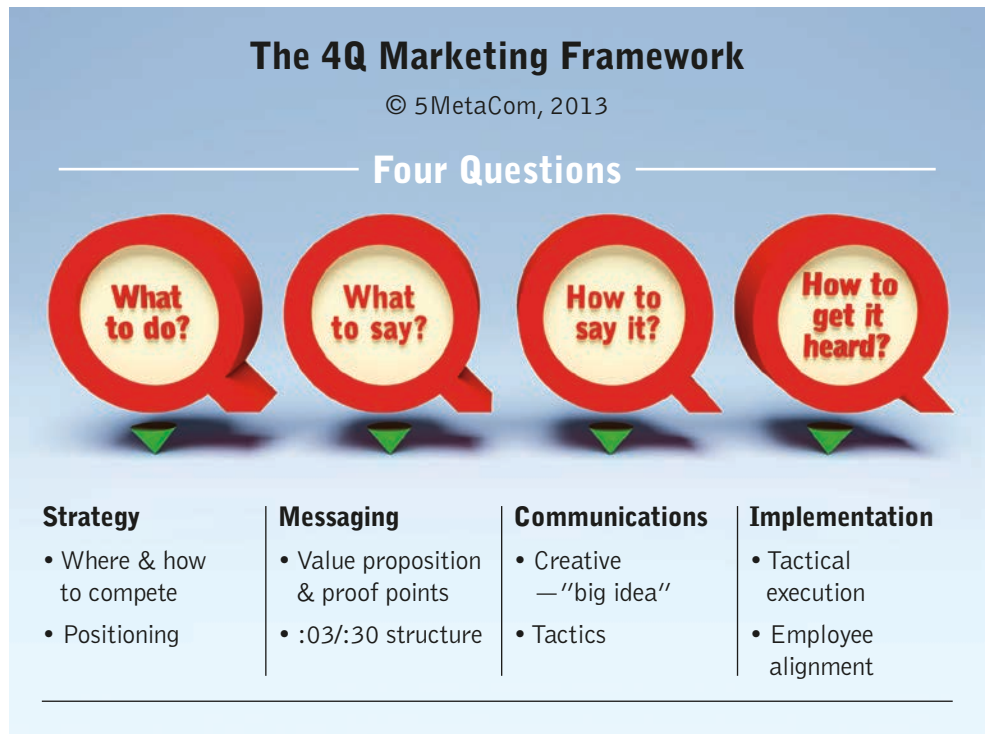 The 4Q Marketing Framework
© 5MetaCom, 2013
Four Questions
What
to do?
What
to say?
How to
say it?
How to
get it
heard?
Strategy
• Where & how
to compete
• Positioning
Messaging
• Value proposition
& proof points
• :03/:30 structure
Communications
• Creative
—"big idea"
• Tactics
Implementation
• Tactical
execution
• Employee
alignment